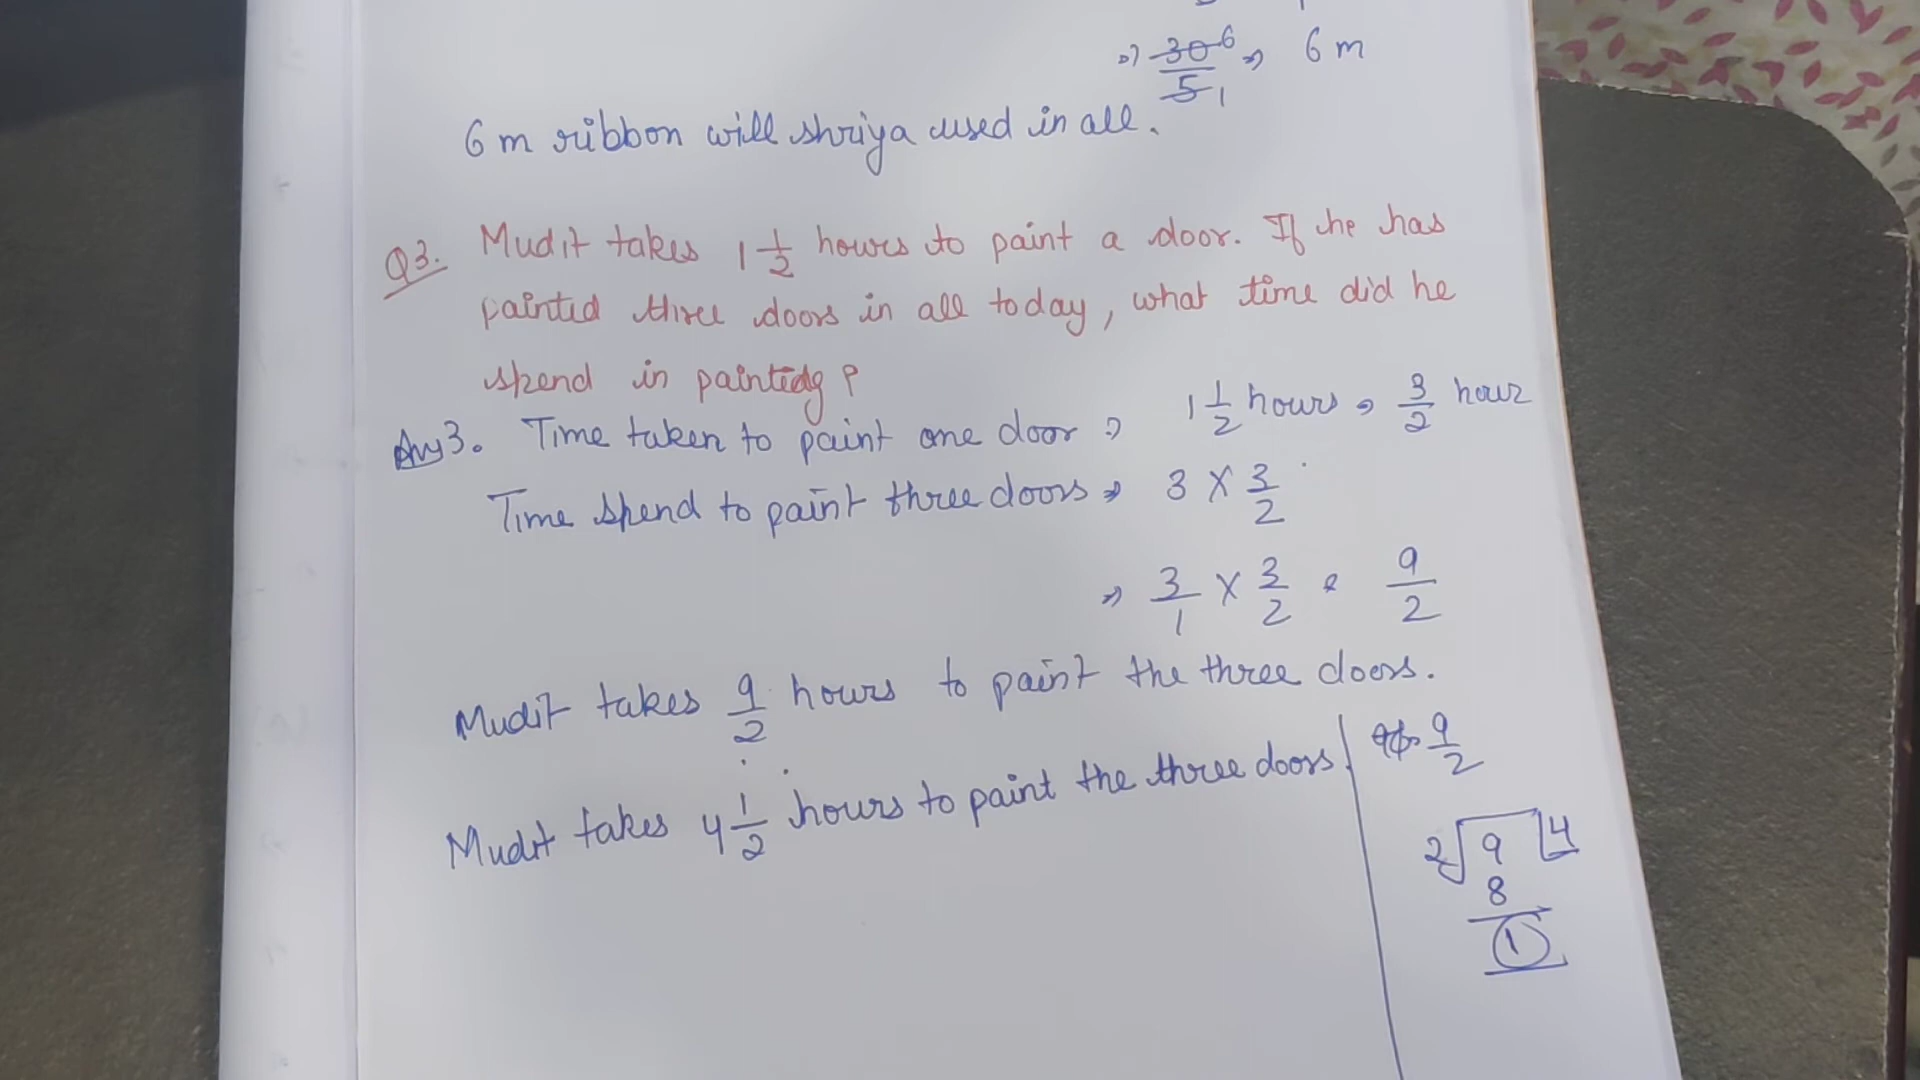 ⇒ 30/5 6 1 ⇒ 6 m
6 m ribbon will shriya used in all.
Q3. Mudit takes 1 1/2 hours to paint a door. If he has
painted three doors in all today, what time did he
spend in painting?
Ans 3. Time taken to paint one door ⇒ 1 1/2 hours ⇒ 3/2 hour
Time spend to paint three doors ⇒ 3 × 3/2
⇒ 3/1 × 3/2 = 9/2
Mudit takes 9/2 hours to paint the three doors.
Mudit takes 4 1/2 hours to paint the three doors.
9/2
2 9 4
8
1